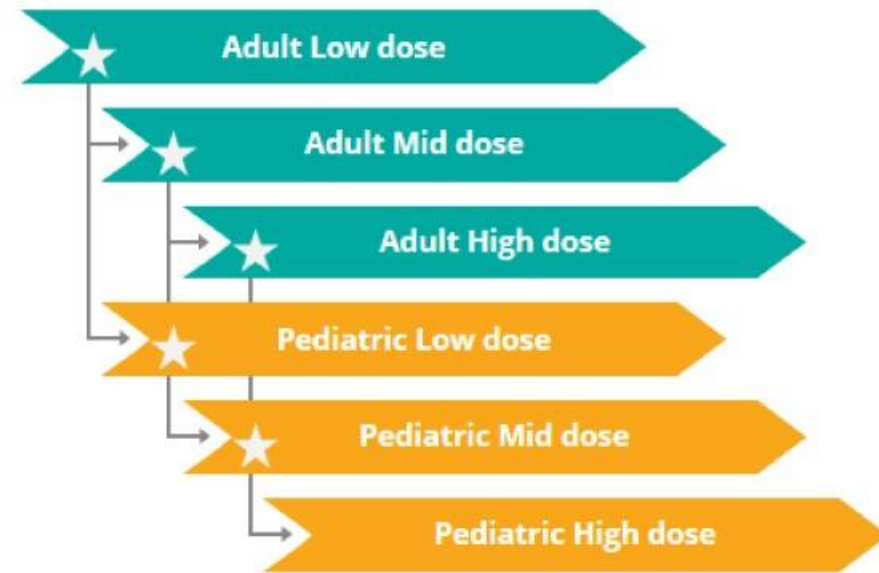 Adult Low dose
Adult Mid dose
Adult High dose
Pediatric Low dose
Pediatric Mid dose
Pediatric High dose